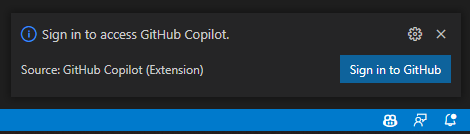 Sign in to access GitHub Copilot.
Source: GitHub Copilot (Extension)
Sign in to GitHub